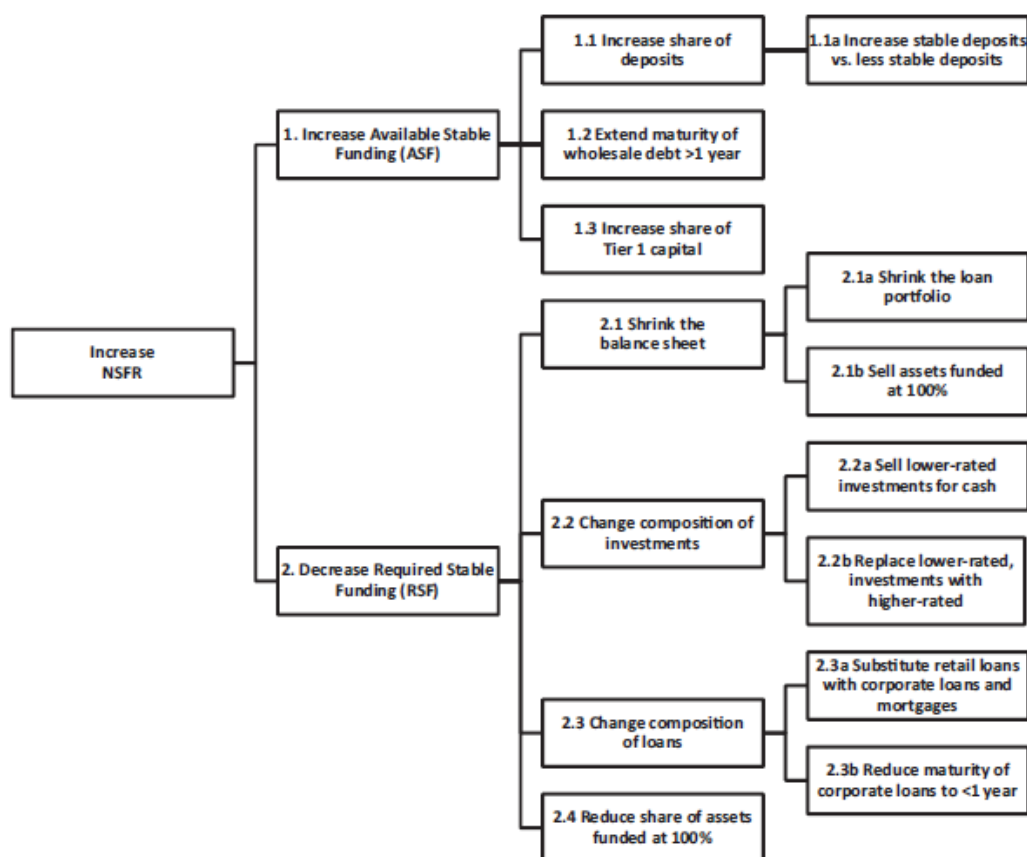 Increase
NSFR
1. Increase Available Stable
Funding (ASF)
1.1 Increase share of
deposits
1.1a Increase stable deposits
vs. less stable deposits
1.2 Extend maturity of
wholesale debt >1 year
1.3 Increase share of
Tier 1 capital
2. Decrease Required Stable
Funding (RSF)
2.1 Shrink the
balance sheet
2.1a Shrink the loan
portfolio
2.1b Sell assets funded
at 100%
2.2 Change composition of
investments
2.2a Sell lower-rated
investments for cash
2.2b Replace lower-rated,
investments with
higher-rated
2.3 Change composition
of loans
2.3a Substitute retail loans
with corporate loans and
mortgages
2.3b Reduce maturity of
corporate loans to <1 year
2.4 Reduce share of assets
funded at 100%